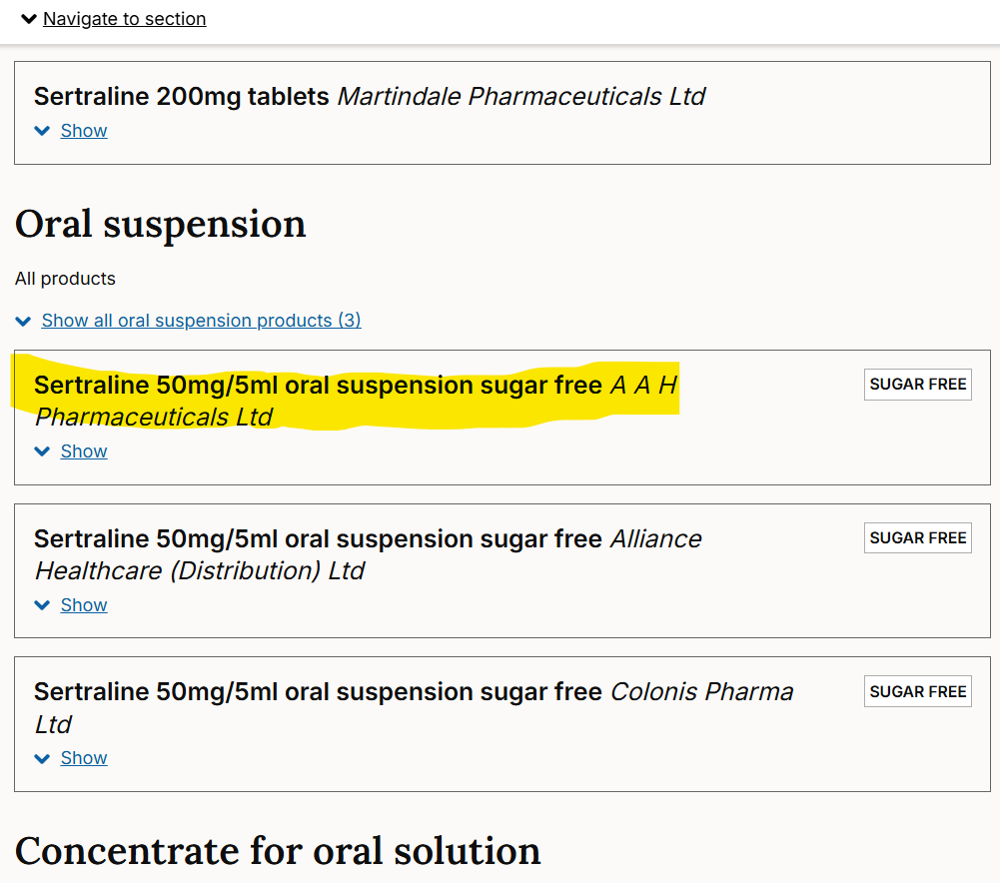 Navigate to section
Sertraline 200mg tablets Martindale Pharmaceuticals Ltd
Show
Oral suspension
All products
Show all oral suspension products (3)
Sertraline 50mg/5ml oral suspension sugar free A A H
Pharmaceuticals Ltd
SUGAR FREE
Show
Sertraline 50mg/5ml oral suspension sugar free Alliance
Healthcare (Distribution) Ltd
SUGAR FREE
Show
Sertraline 50mg/5ml oral suspension sugar free Colonis Pharma
Ltd
SUGAR FREE
Show
Concentrate for oral solution